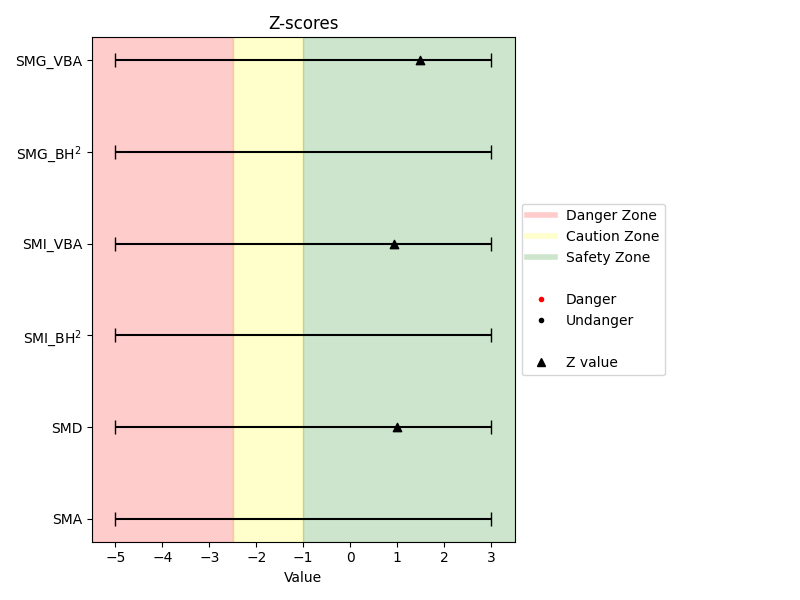 Z-scores
SMG_VBA
SMG_BH²
SMI_VBA
SMI_BH²
SMD
SMA
Danger Zone
Caution Zone
Safety Zone
Danger
Undanger
Z value
−5 −4 −3 −2 −1 0 1 2 3
Value